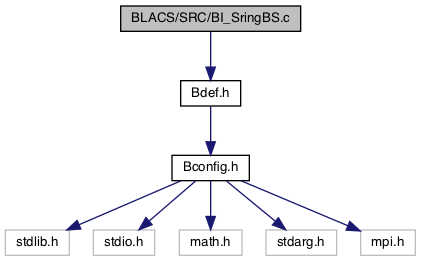 BLACS/SRC/BI_SringBS.c
Bdef.h
Bconfig.h
stdlib.h
stdio.h
math.h
stdarg.h
mpi.h